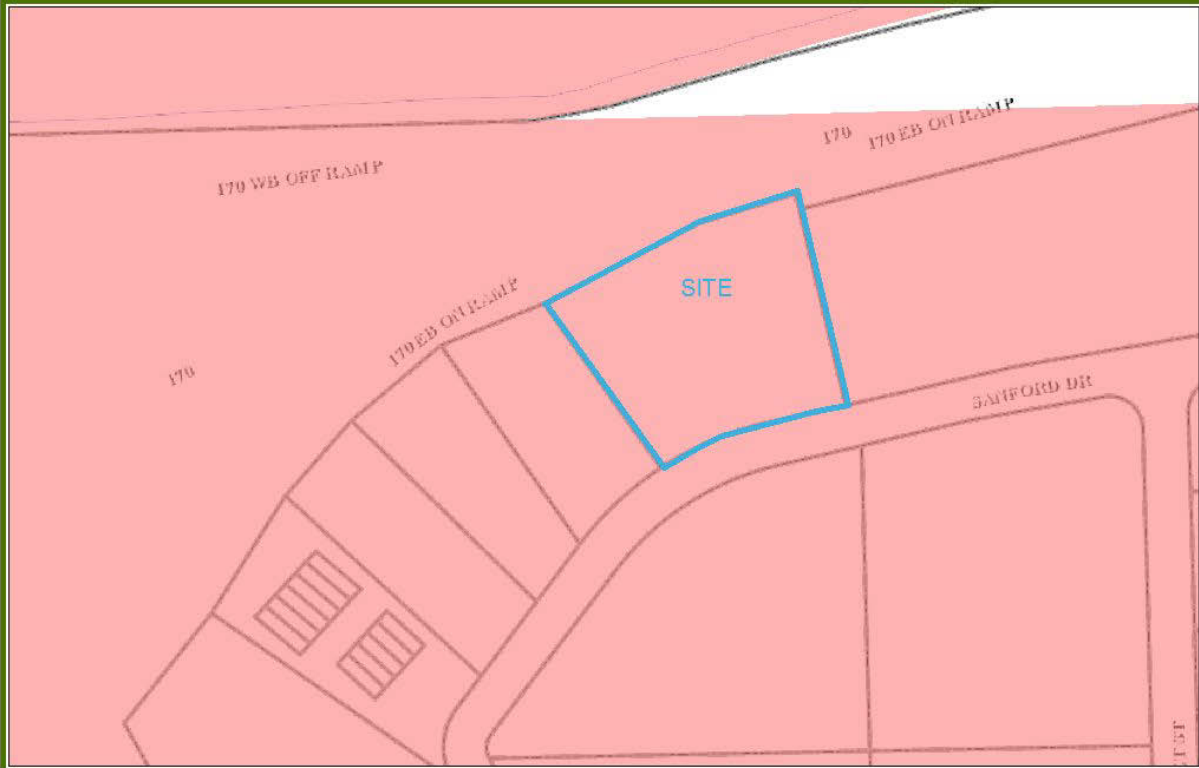 170 EB ON RAMP
170
170 WB OFF RAMP
SITE
170 EB ON RAMP
170
SANFORD DR